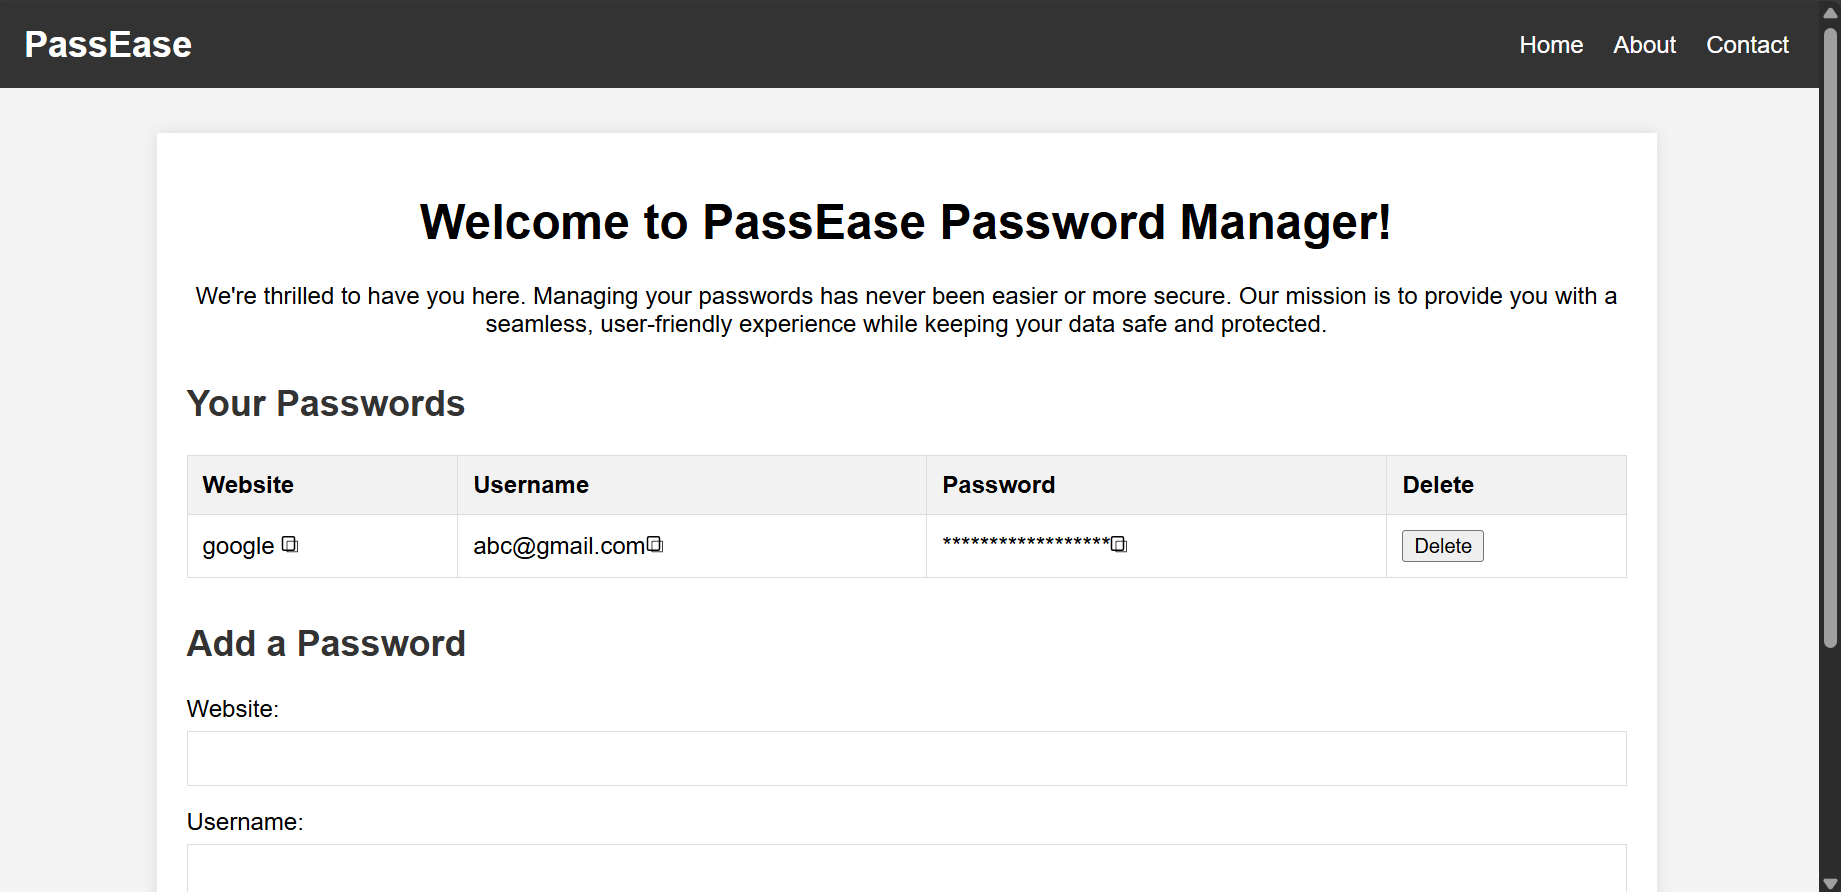 PassEase
Home About Contact
Welcome to PassEase Password Manager!
We're thrilled to have you here. Managing your passwords has never been easier or more secure. Our mission is to provide you with a
seamless, user-friendly experience while keeping your data safe and protected.
Your Passwords
Website Username Password Delete
google abc@gmail.com ****************** Delete
Add a Password
Website:
Username: